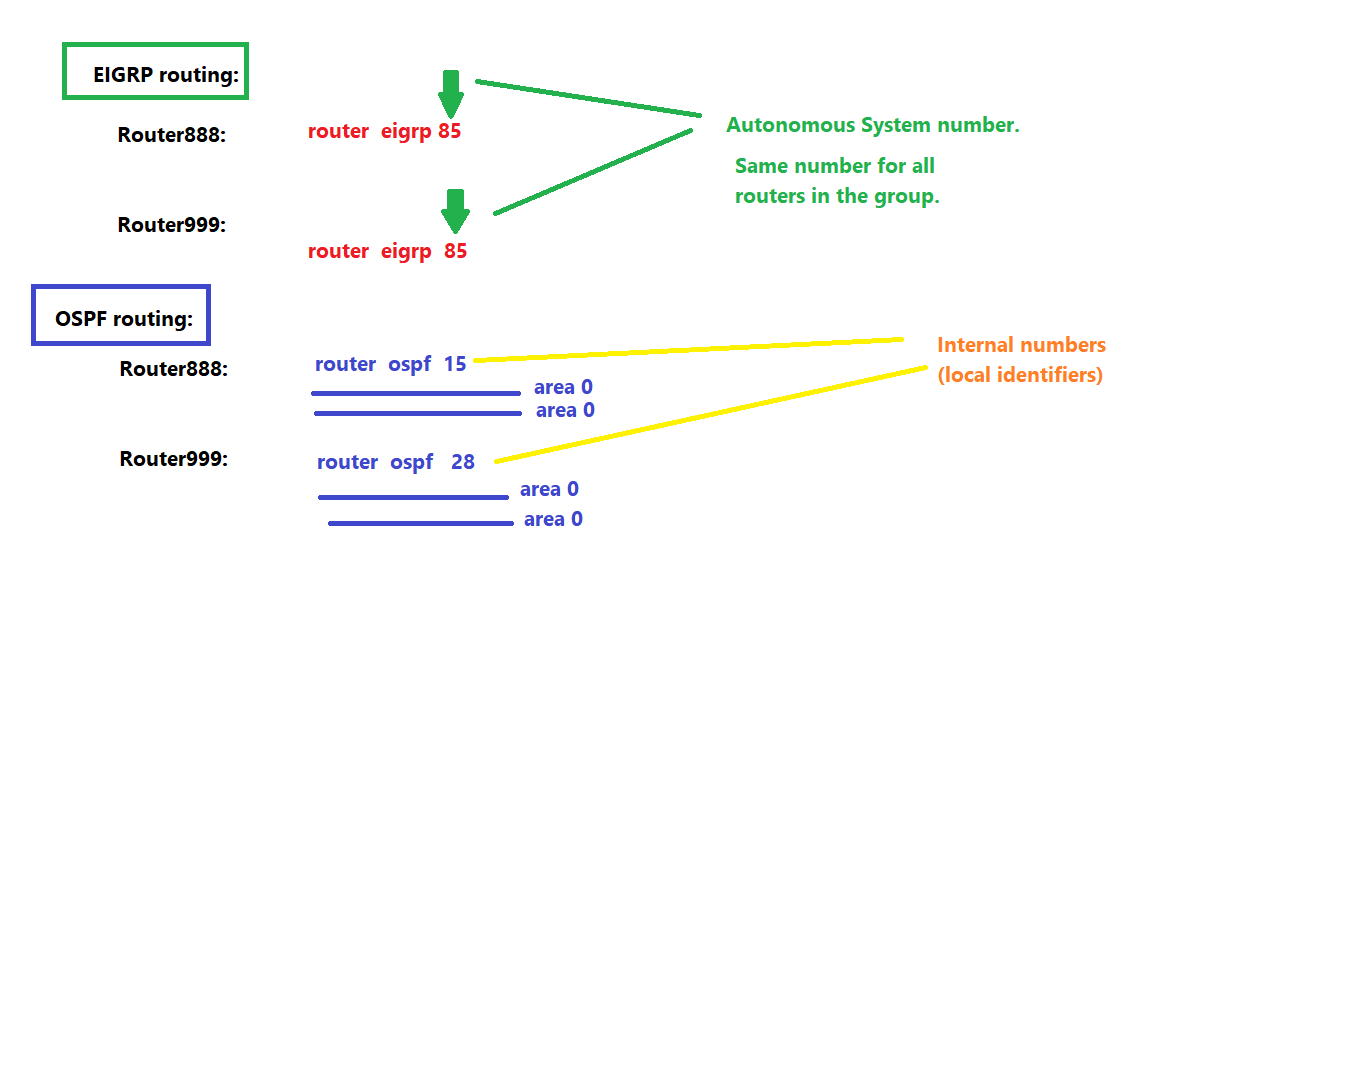 EIGRP routing:
Router888:
router eigrp 85
Autonomous System number.
Same number for all
routers in the group.
Router999:
router eigrp 85
OSPF routing:
Router888:
router ospf 15
Internal numbers
(local identifiers)
area 0
area 0
Router999:
router ospf 28
area 0
area 0